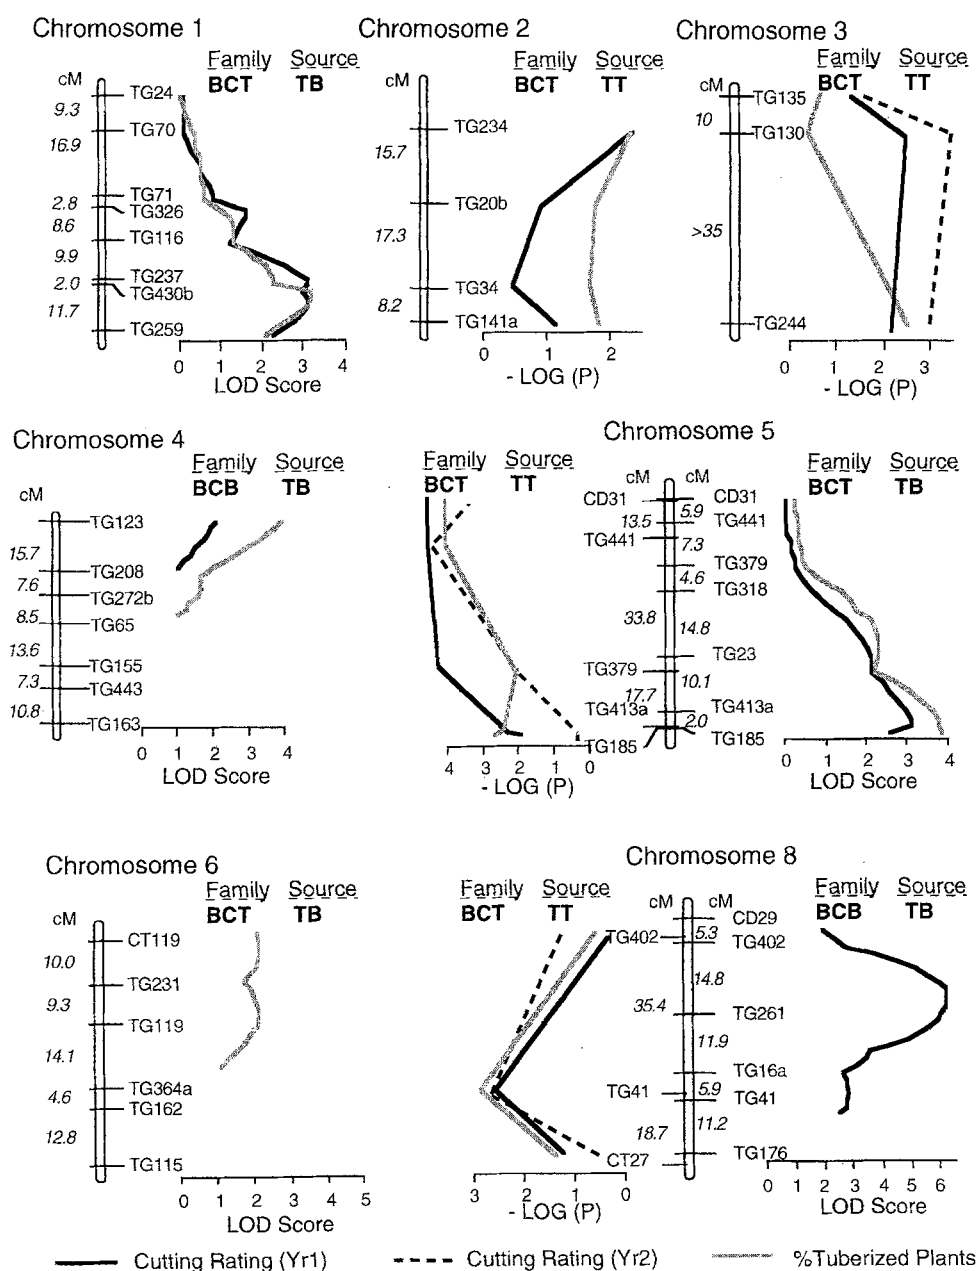 Chromosome 1
Family Source
cM BCT TB
TG24
9.3
TG70
16.9
TG71
2.8
TG326
8.6
TG116
9.9
TG237
2.0
TG430b
11.7
TG259
0 1 2 3 4
LOD Score
Chromosome 2
Family Source
cM BCT TT
TG234
15.7
TG20b
17.3
TG34
8.2
TG141a
0 1 2
- LOG (P)
Chromosome 3
Family Source
cM BCT TT
TG135
10
TG130
>35
TG244
0 1 2 3
- LOG (P)
Chromosome 4
Family Source
cM BCB TB
TG123
15.7
TG208
7.6
TG272b
8.5
TG65
13.6
TG155
7.3
TG443
10.8
TG163
0 1 2 3 4
LOD Score
Chromosome 5
Family Source
BCT TT
cM cM
CD31
13.5
TG441
33.8
TG379
17.7
TG413a
TG185
4 3 2 1 0
- LOG (P)
CD31
5.9
TG441
7.3
TG379
4.6
TG318
14.8
TG23
10.1
TG413a
2.0
TG185
Family Source
BCT TB
0 1 2 3 4
LOD Score
Chromosome 6
Family Source
cM BCT TB
CT119
10.0
TG231
9.3
TG119
14.1
TG364a
4.6
TG162
12.8
TG115
0 1 2 3 4 5
LOD Score
Chromosome 8
Family Source
BCT TT
cM cM
TG402
35.4
TG41
18.7
CT27
3 2 1 0
- LOG (P)
CD29
5.3
TG402
14.8
TG261
11.9
TG16a
5.9
TG41
11.2
TG176
Family Source
BCB TB
0 1 2 3 4 5 6
LOD Score
Cutting Rating (Yr1) Cutting Rating (Yr2) %Tuberized Plants